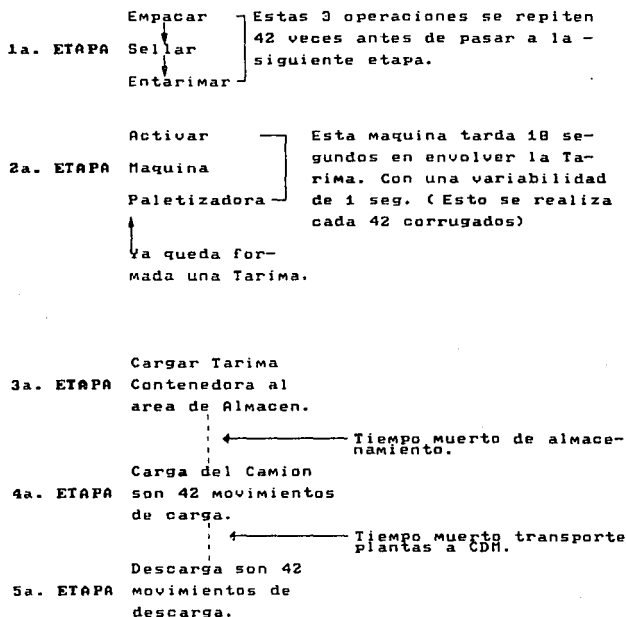 Empacar
1a. ETAPA Sellar
Entarimar
Estas 3 operaciones se repiten
42 veces antes de pasar a la -
siguiente etapa.
Activar
2a. ETAPA Maquina
Paletizadora
Esta Maquina tarda 18 se-
gundos en envolver la Ta-
rima. Con una variabilidad
de 1 seg. (Esto se realiza
cada 42 corrugados)
Ya queda for-
mada una Tarima.
Cargar Tarima
3a. ETAPA Contenedora al
area de Almacen.
Tiempo muerto de almace-
namiento.
Carga del Camion
4a. ETAPA son 42 movimientos
de carga.
Tiempo muerto transporte
plantas a CDM.
Descarga son 42
5a. ETAPA movimientos de
descarga.